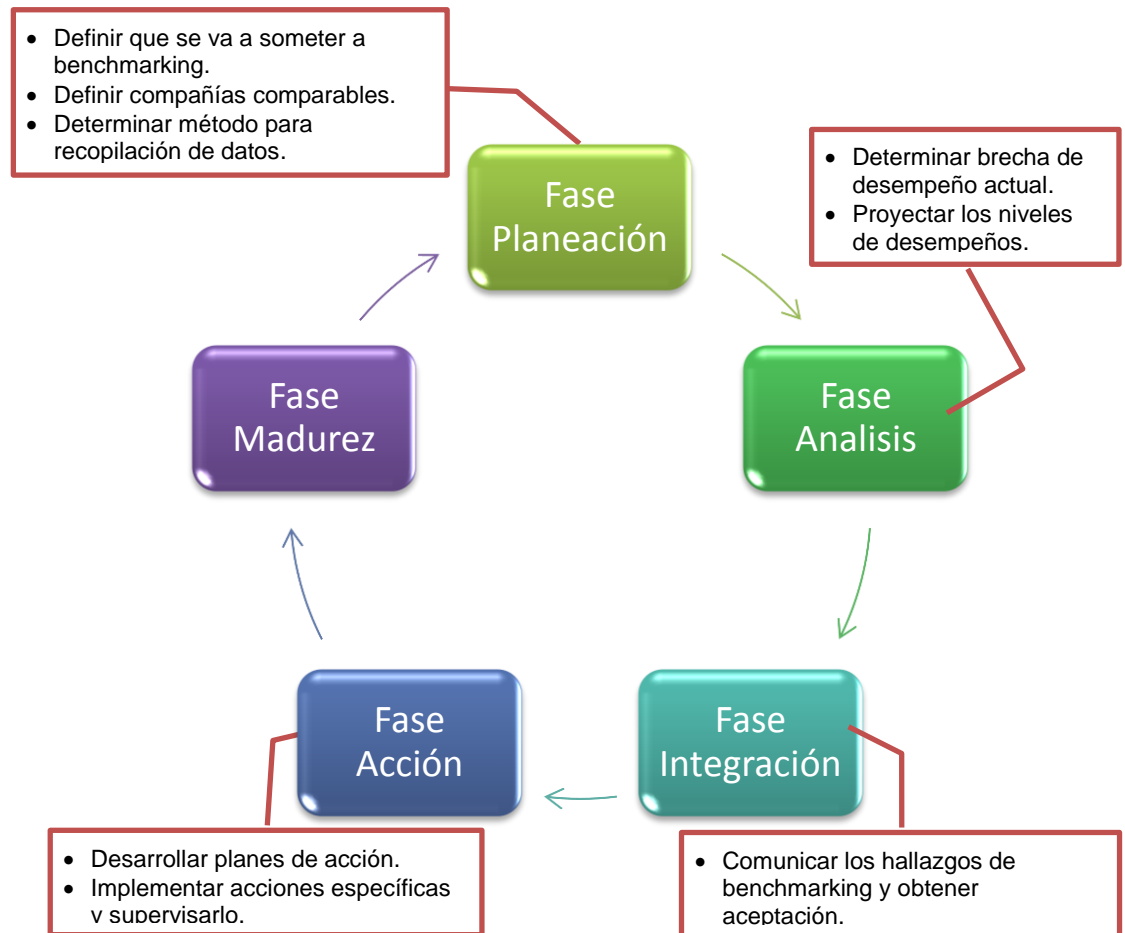 • Definir que se va a someter a
benchmarking.
• Definir compañías comparables.
• Determinar método para
recopilación de datos.
Fase
Planeación
• Determinar brecha de
desempeño actual.
• Proyectar los niveles
de desempeños.
Fase
Madurez
Fase
Analisis
Fase
Acción
Fase
Integración
• Desarrollar planes de acción.
• Implementar acciones específicas
y supervisarlo.
• Comunicar los hallazgos de
benchmarking y obtener
aceptación.